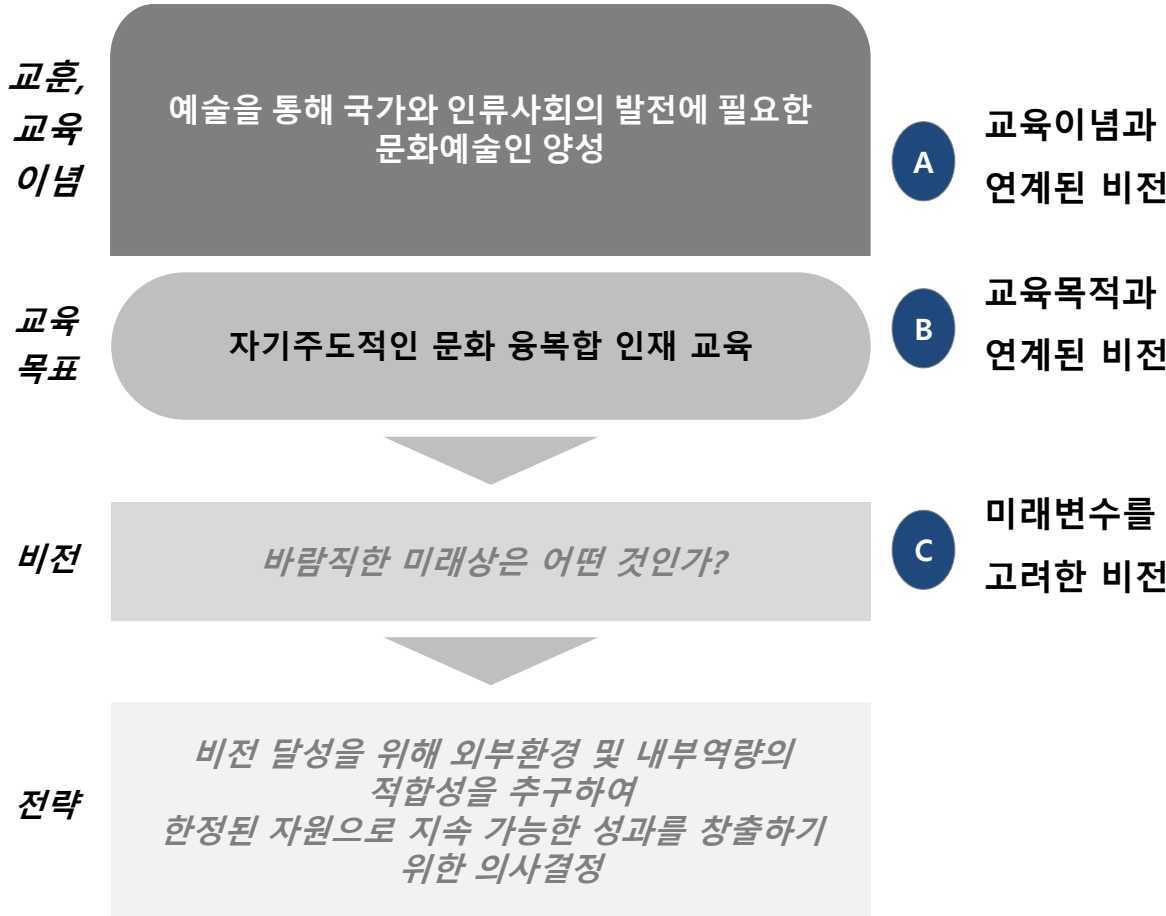 교훈,
교육
이념
예술을 통해 국가와 인류사회의 발전에 필요한
문화예술인 양성
A
교육이념과
연계된 비전
교육
목표
자기주도적인 문화 융복합 인재 교육
B
교육목적과
연계된 비전
비전
바람직한 미래상은 어떤 것인가?
C
미래변수를
고려한 비전
전략
비전 달성을 위해 외부환경 및 내부역량의
적합성을 추구하여
한정된 자원으로 지속 가능한 성과를 창출하기
위한 의사결정